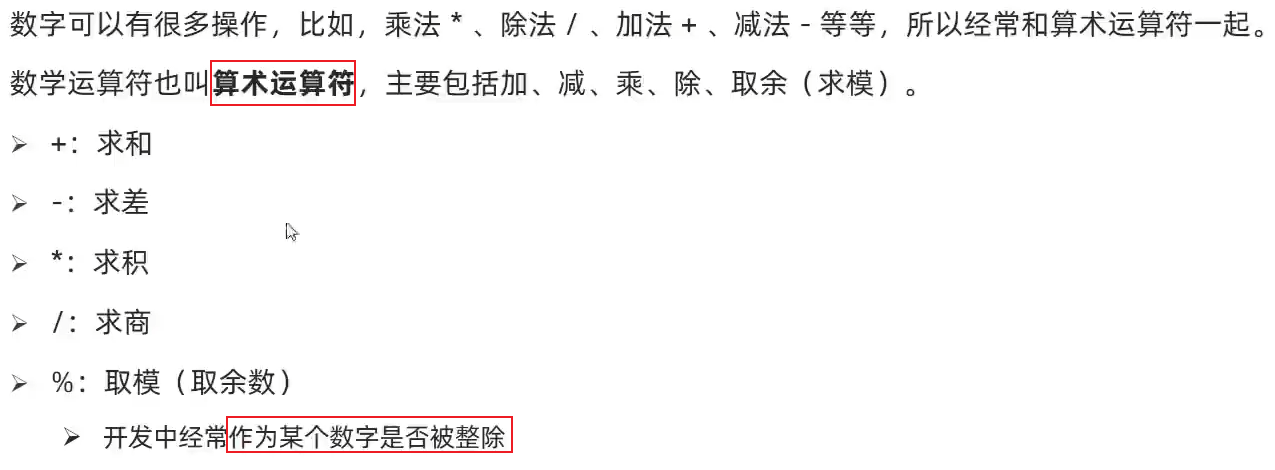 数字可以有很多操作，比如，乘法 * 、除法 / 、加法 + 、减法 - 等等，所以经常和算术运算符一起。
数学运算符也叫算术运算符，主要包括加、减、乘、除、取余（求模）。
➢ +：求和
➢ -：求差
➢ *：求积
➢ /：求商
➢ %：取模（取余数）
➢ 开发中经常作为某个数字是否被整除